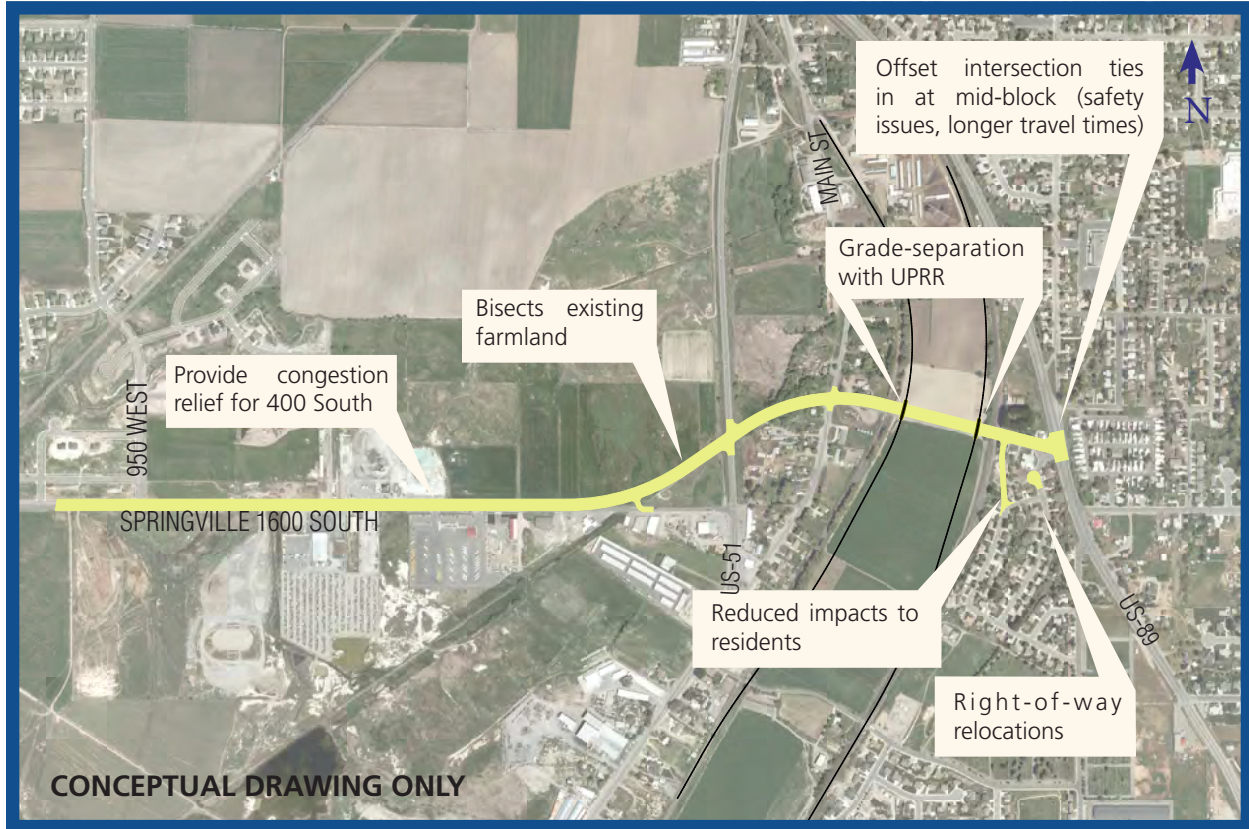 Offset intersection ties
in at mid-block (safety
issues, longer travel times)
N
MAIN ST
Grade-separation
with UPRR
Bisects existing
farmland
Provide congestion
relief for 400 South
950 WEST
SPRINGVILLE 1600 SOUTH
US-51
Reduced impacts to
residents
US-89
Right-of-way
relocations
CONCEPTUAL DRAWING ONLY